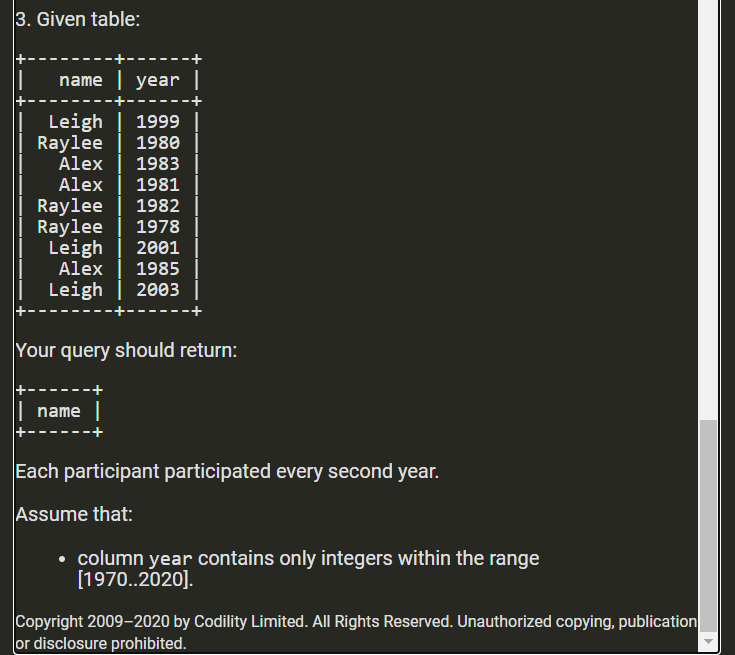 3. Given table:
+---------+------+
|    name | year |
+---------+------+
|   Leigh | 1999 |
|  Raylee | 1980 |
|    Alex | 1983 |
|    Alex | 1981 |
|  Raylee | 1982 |
|  Raylee | 1978 |
|   Leigh | 2001 |
|    Alex | 1985 |
|   Leigh | 2003 |
+---------+------+
Your query should return:
+------+
| name |
+------+
Each participant participated every second year.
Assume that:
• column year contains only integers within the range
[1970..2020].
Copyright 2009–2020 by Codility Limited. All Rights Reserved. Unauthorized copying, publication
or disclosure prohibited.